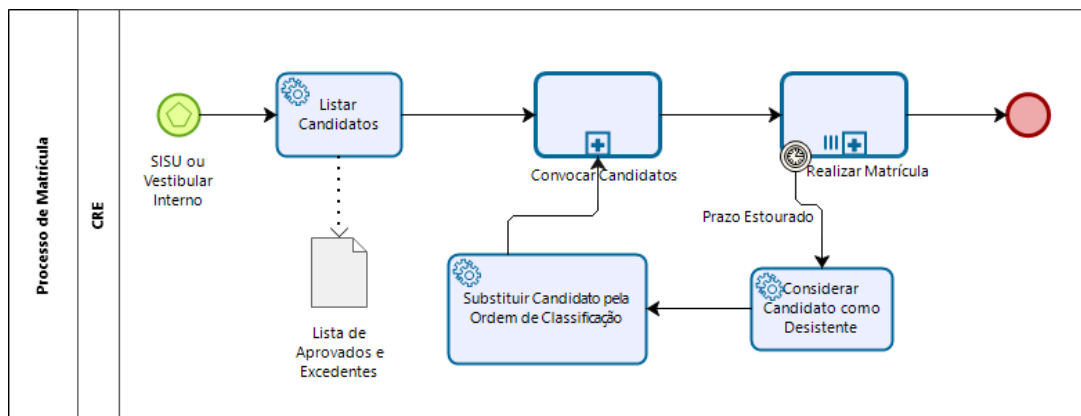 Processo de Matrícula
CRE
SISU ou
Vestibular
Interno
Listar
Candidatos
Lista de
Aprovados e
Excedentes
Convocar Candidatos
Realizar Matrícula
Prazo Estourado
Substituir Candidato pela
Ordem de Classificação
Considerar
Candidato como
Desistente